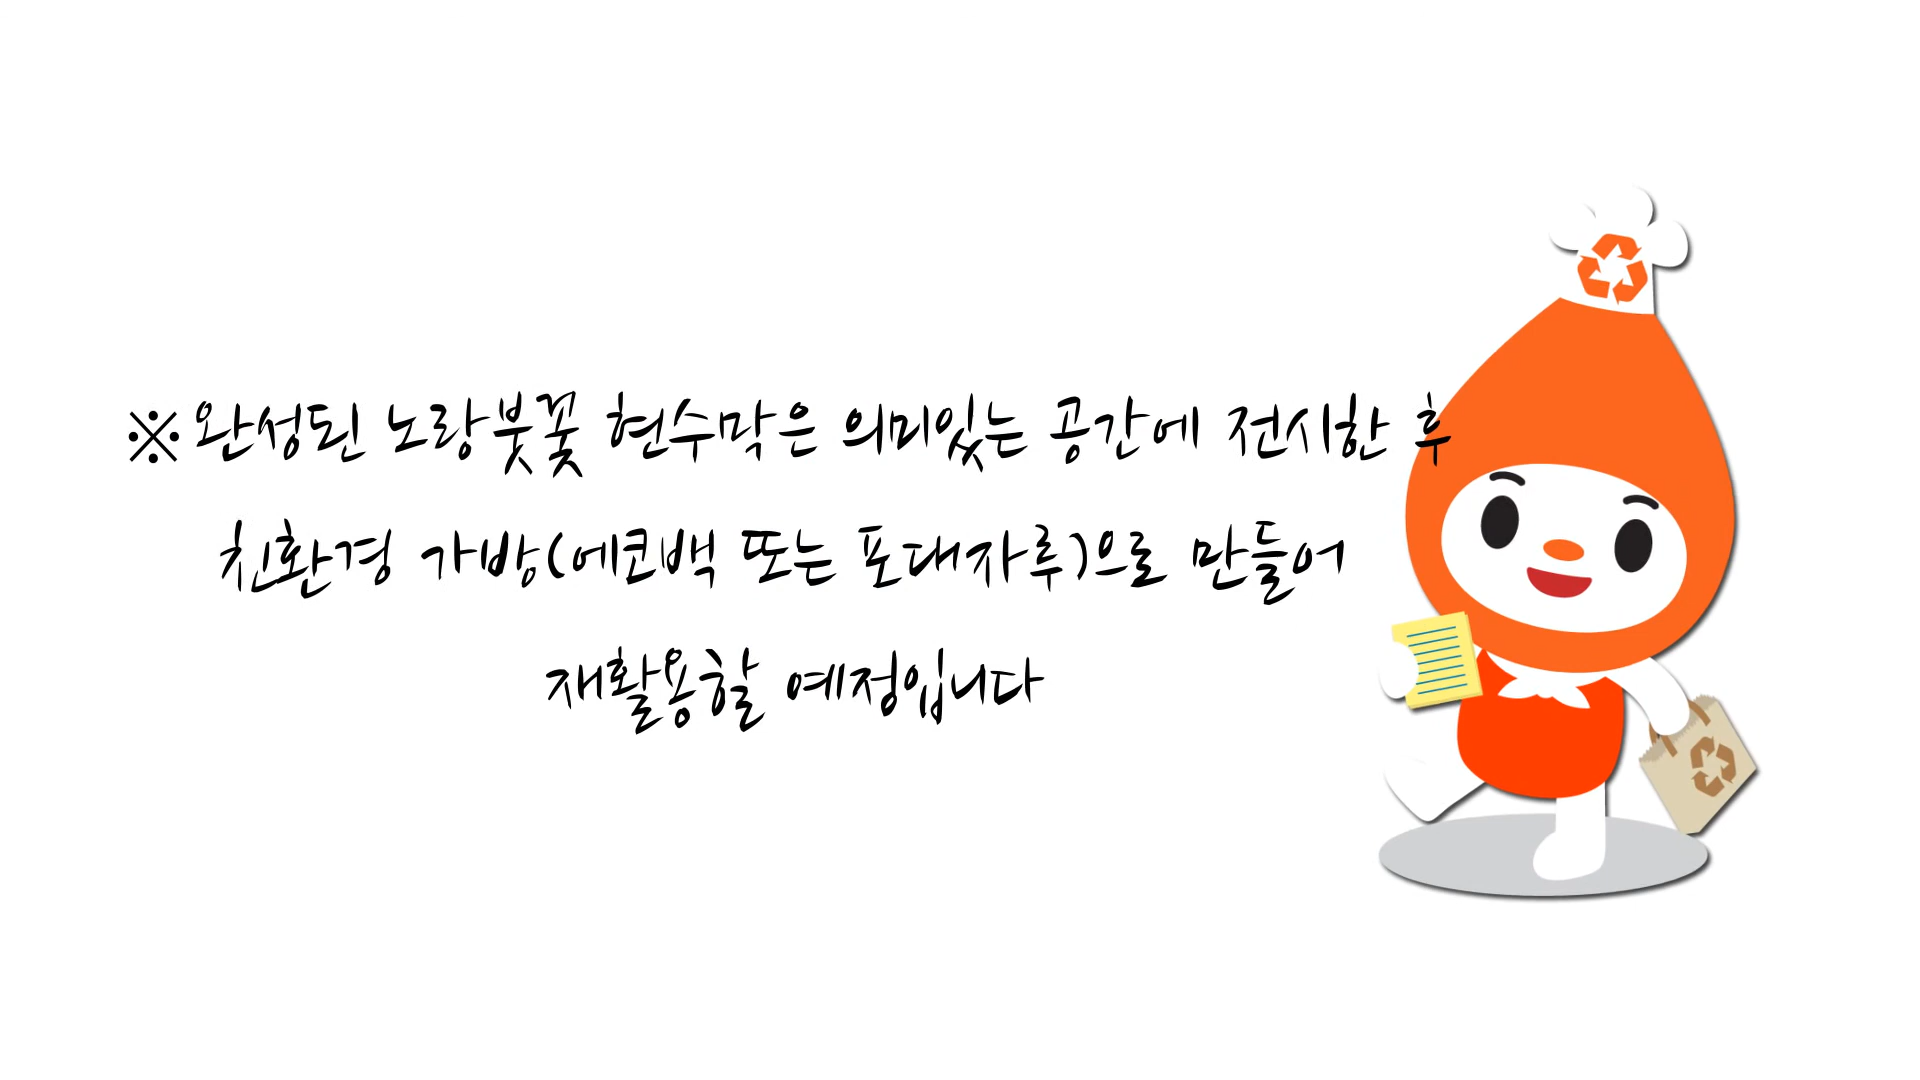 ※완성된 노랑붓꽃 현수막은 의미있는 공간에 전시한 후
친환경 가방(에코백 또는 포대자루)으로 만들어
재활용할 예정입니다